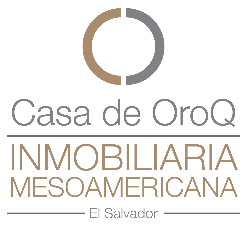 Casa de OroQ
INMOBILIARIA
MESOAMERICANA
El Salvador